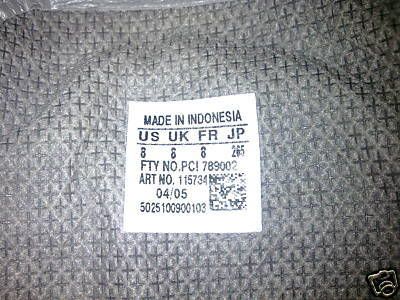 MADE IN INDONESIA
US UK FR JP
8 8 8 265
FTY NO.PCI 789002
ART NO. 115734
04/05
5025100900103